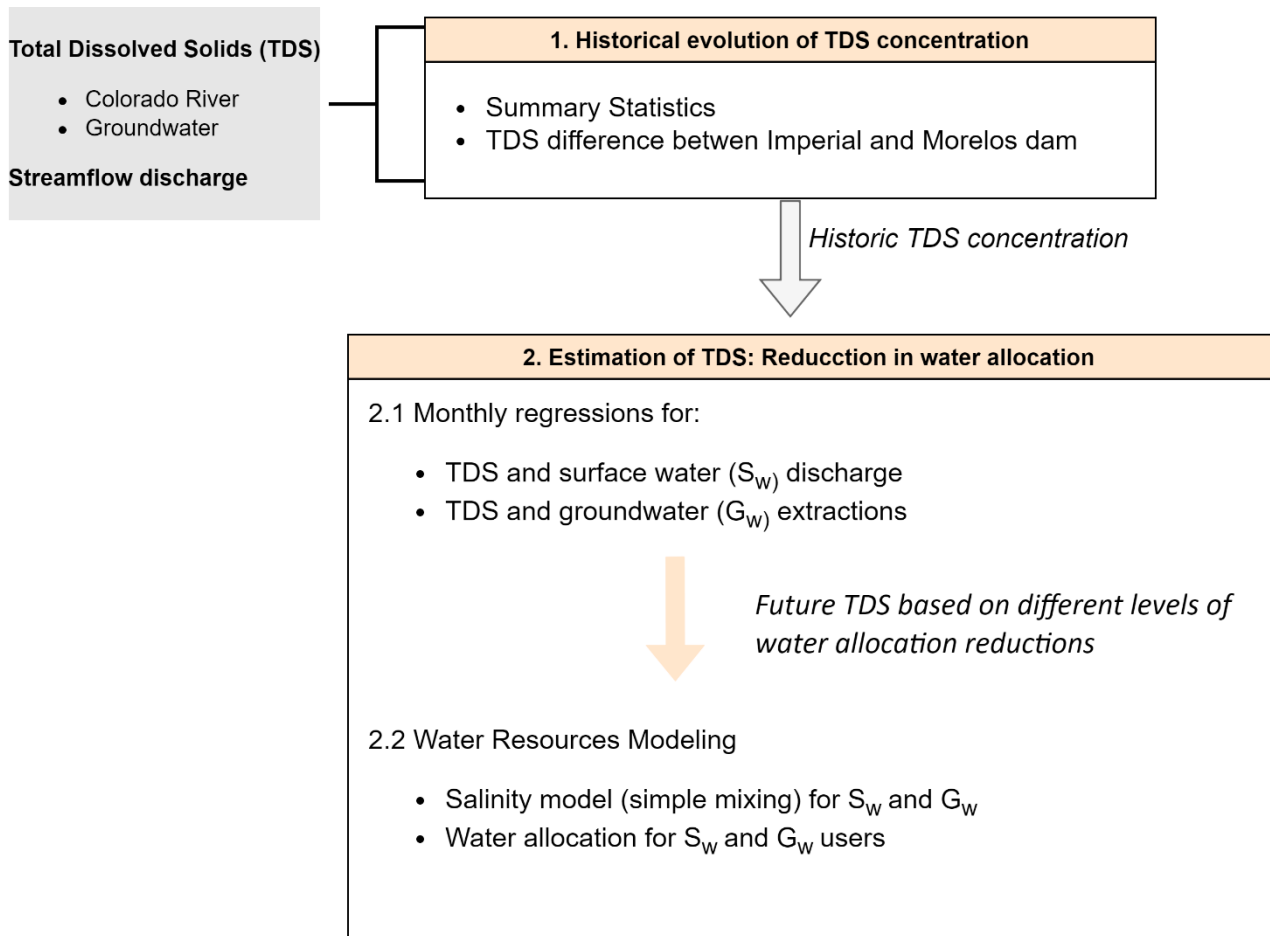 Total Dissolved Solids (TDS)
• Colorado River
• Groundwater
Streamflow discharge
1. Historical evolution of TDS concentration
• Summary Statistics
• TDS difference betwen Imperial and Morelos dam
Historic TDS concentration
2. Estimation of TDS: Reducction in water allocation
2.1 Monthly regressions for:
• TDS and surface water (Sw) discharge
• TDS and groundwater (Gw) extractions
Future TDS based on different levels of
water allocation reductions
2.2 Water Resources Modeling
• Salinity model (simple mixing) for Sw and Gw
• Water allocation for Sw and Gw users